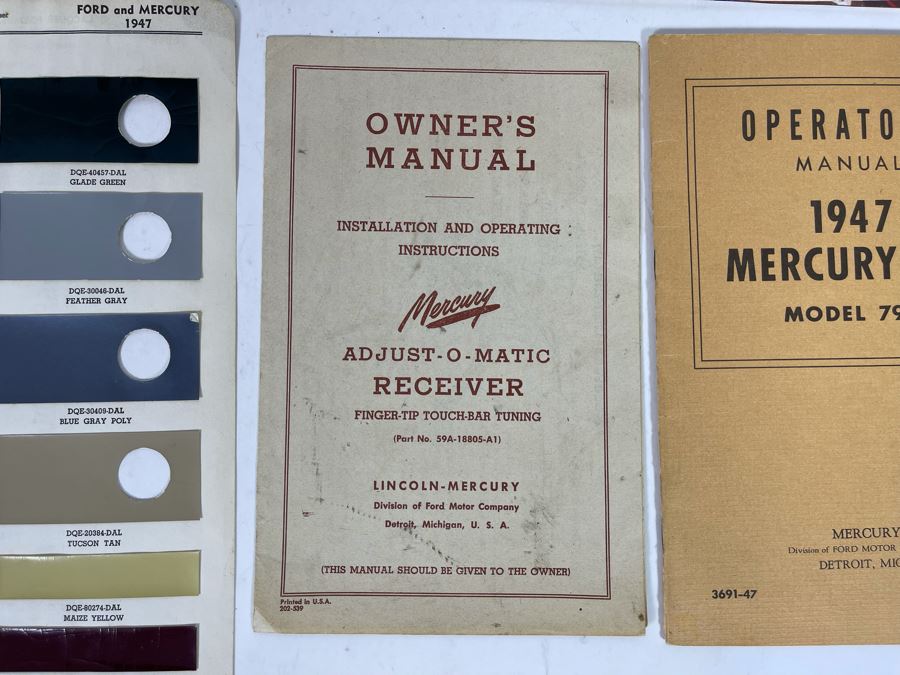 FORD and MERCURY
1947
DQE-40457-DAL
GLADE GREEN
DQE-30046-DAL
FEATHER GRAY
DQE-30409-DAL
BLUE GRAY POLY
DQE-20384-DAL
TUCSON TAN
DQE-80274-DAL
MAIZE YELLOW
OWNER'S
MANUAL
INSTALLATION AND OPERATING
INSTRUCTIONS
Mercury
ADJUST-O-MATIC
RECEIVER
FINGER-TIP TOUCH-BAR TUNING
(Part No. 59A-18805-A1)
LINCOLN-MERCURY
Division of Ford Motor Company
Detroit, Michigan, U. S. A.
(THIS MANUAL SHOULD BE GIVEN TO THE OWNER)
Printed in U.S.A.
202-539
OPERATO
MANUAL
1947
MERCURY
MODEL 79
MERCURY
Division of FORD MOTOR
DETROIT, MIC
3691-47